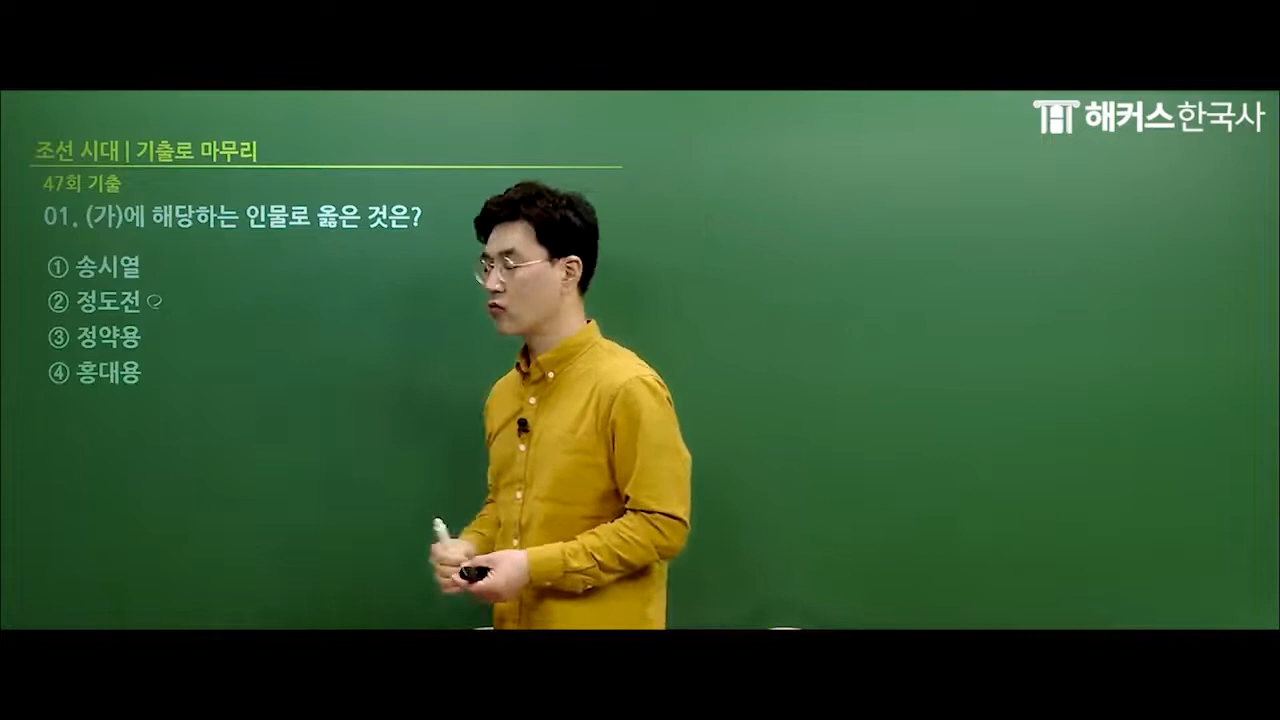 해커스한국사
조선 시대 | 기출로 마무리
47회 기출
01. (가)에 해당하는 인물로 옳은 것은?
① 송시열
② 정도전
③ 정약용
④ 홍대용